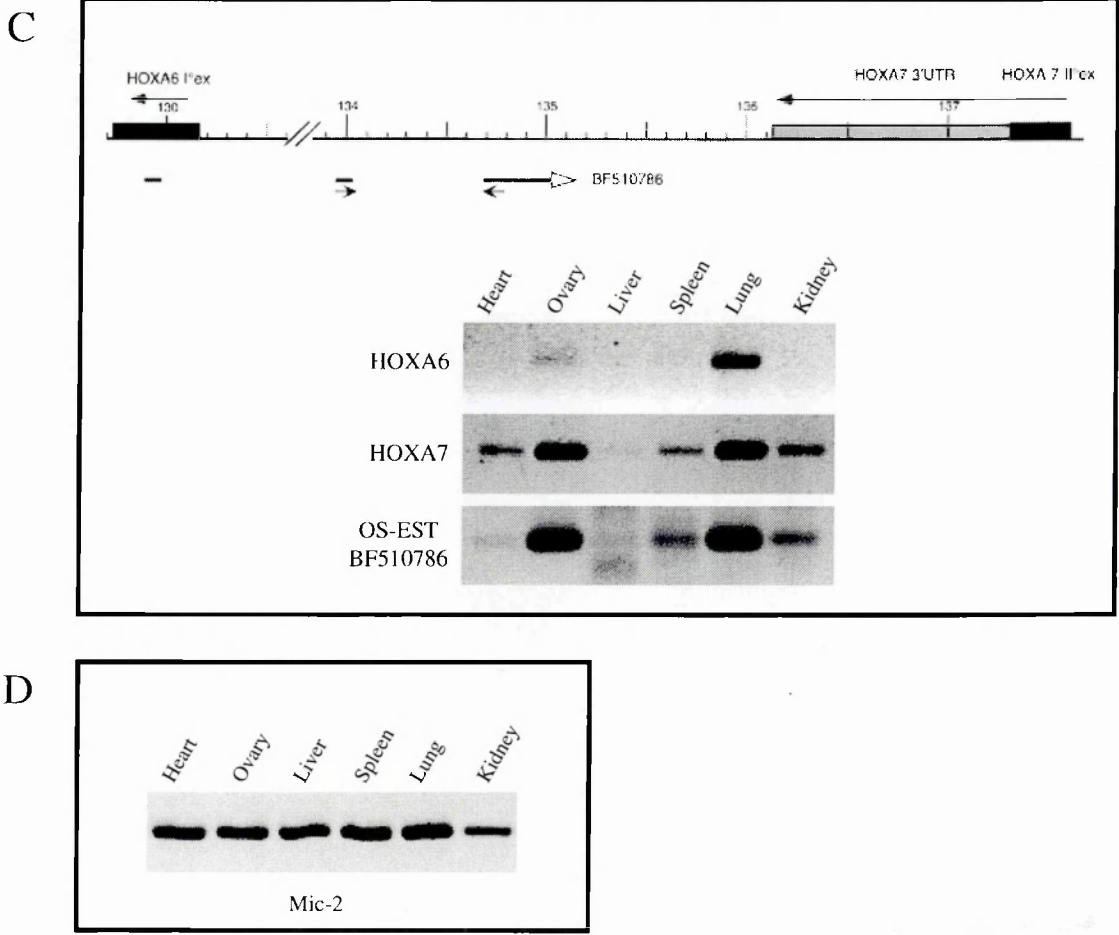 C
HOXA6 I°ex
HOXA7 3'UTR
HOXA 7 II°ex
130
134
135
136
137
BF510786
Heart
Ovary
Liver
Spleen
Lung
Kidney
HOXA6
HOXA7
OS-EST
BF510786
D
Heart
Ovary
Liver
Spleen
Lung
Kidney
Mic-2